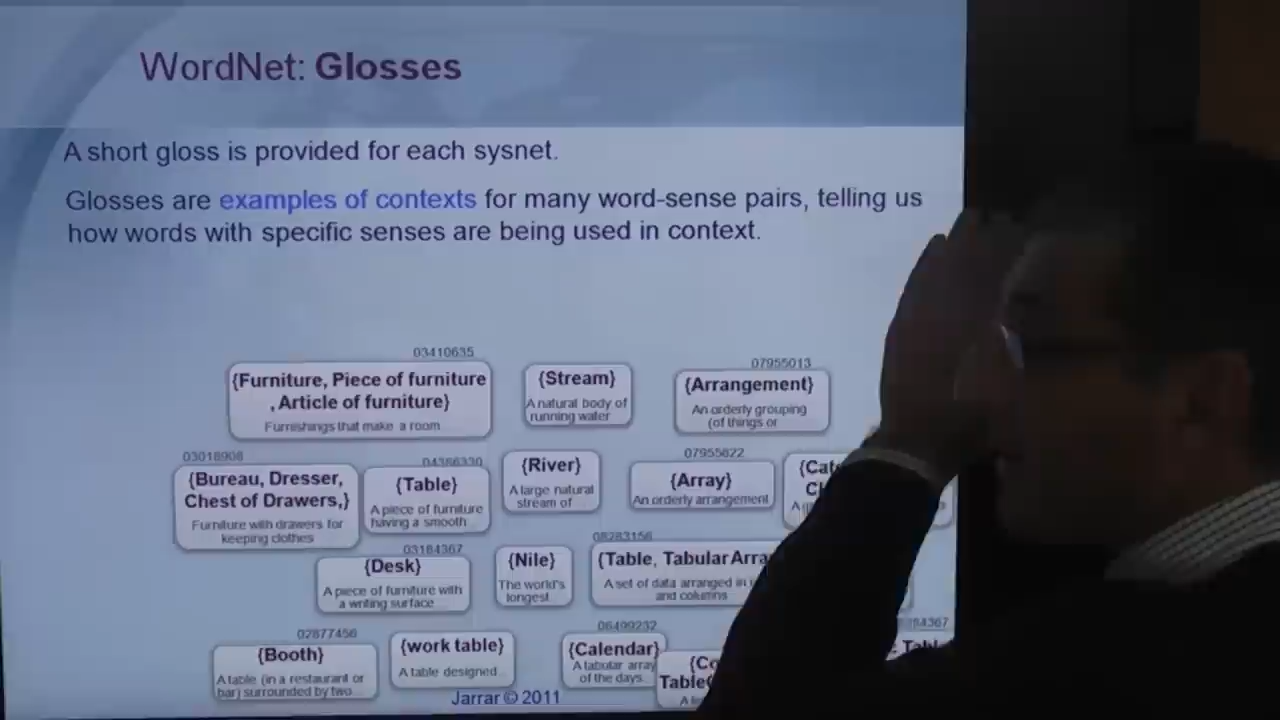 WordNet: Glosses
A short gloss is provided for each sysnet.
Glosses are examples of contexts for many word-sense pairs, telling us
how words with specific senses are being used in context.
03410635
{Furniture, Piece of furniture
, Article of furniture}
Furnishings that make a room
{Stream}
A natural body of
running water
07955013
{Arrangement}
An orderly grouping
(of things or
03018908
{Bureau, Dresser,
Chest of Drawers,}
Furniture with drawers for
keeping clothes
04386330
{Table}
A piece of furniture
having a smooth
{River}
A large natural
stream of
07955622
{Array}
An orderly arrangement
03184367
{Desk}
A piece of furniture with
a writing surface
{Nile}
The world's
longest
08283156
{Table, Tabular Arra
A set of data arranged in
and columns
02877456
{Booth}
A table (in a restaurant or
bar) surrounded by two...
{work table}
A table designed...
06499232
{Calendar}
A tabular array
of the days...
Jarrar © 2011